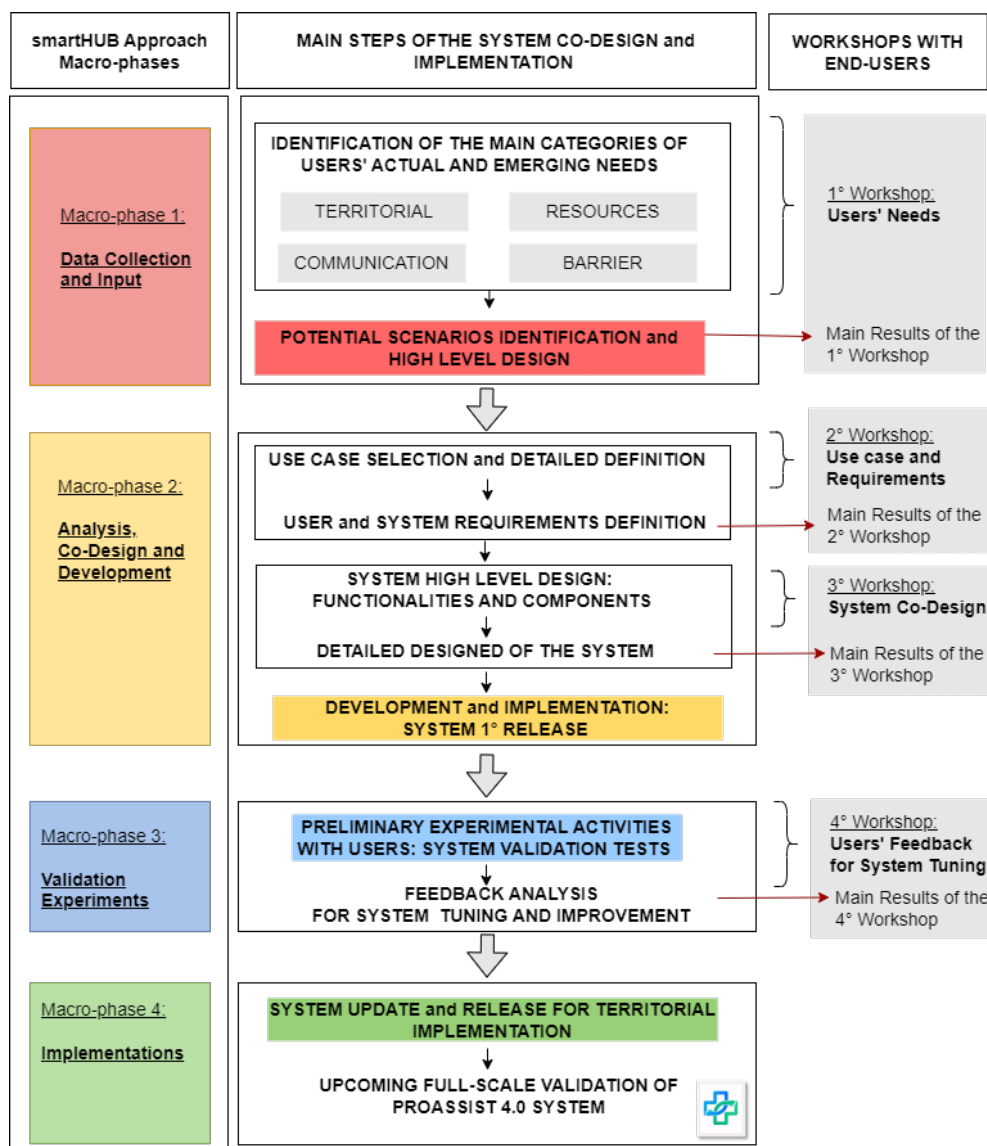 smartHUB Approach
Macro-phases
MAIN STEPS OF THE SYSTEM CO-DESIGN and
IMPLEMENTATION
WORKSHOPS WITH
END-USERS
Macro-phase 1:
Data Collection
and Input
IDENTIFICATION OF THE MAIN CATEGORIES OF
USERS' ACTUAL AND EMERGING NEEDS
TERRITORIAL
RESOURCES
COMMUNICATION
BARRIER
POTENTIAL SCENARIOS IDENTIFICATION and
HIGH LEVEL DESIGN
1° Workshop:
Users' Needs
Main Results of the
1° Workshop
Macro-phase 2:
Analysis,
Co-Design and
Development
USE CASE SELECTION and DETAILED DEFINITION
USER and SYSTEM REQUIREMENTS DEFINITION
SYSTEM HIGH LEVEL DESIGN:
FUNCTIONALITIES AND COMPONENTS
DETAILED DESIGNED OF THE SYSTEM
DEVELOPMENT and IMPLEMENTATION:
SYSTEM 1° RELEASE
2° Workshop:
Use case and
Requirements
Main Results of the
2° Workshop
3° Workshop:
System Co-Design
Main Results of the
3° Workshop
Macro-phase 3:
Validation
Experiments
PRELIMINARY EXPERIMENTAL ACTIVITIES
WITH USERS: SYSTEM VALIDATION TESTS
FEEDBACK ANALYSIS
FOR SYSTEM TUNING AND IMPROVEMENT
4° Workshop:
Users' Feedback
for System Tuning
Main Results of the
4° Workshop
Macro-phase 4:
Implementations
SYSTEM UPDATE and RELEASE FOR TERRITORIAL
IMPLEMENTATION
UPCOMING FULL-SCALE VALIDATION OF
PROASSIST 4.0 SYSTEM